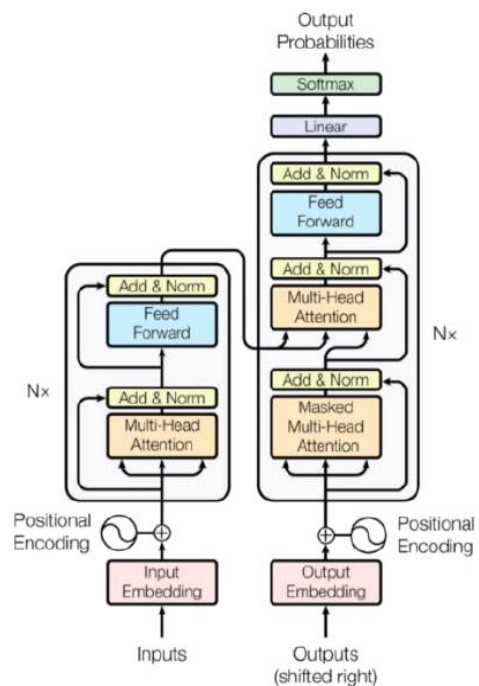 Output
Probabilities
Softmax
Linear
Add & Norm
Feed
Forward
Add & Norm
Multi-Head
Attention
Add & Norm
Masked
Multi-Head
Attention
Nx
Positional
Encoding
Output
Embedding
Outputs
(shifted right)
Add & Norm
Feed
Forward
Add & Norm
Multi-Head
Attention
Nx
Positional
Encoding
Input
Embedding
Inputs